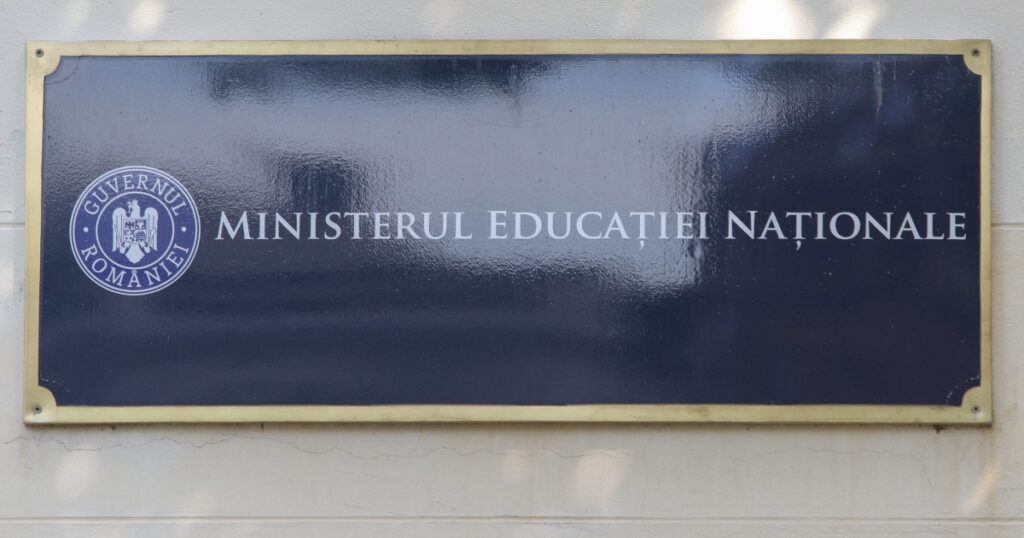 GUVERNUL
ROMÂNIEI
MINISTERUL EDUCAȚIEI NAȚIONALE